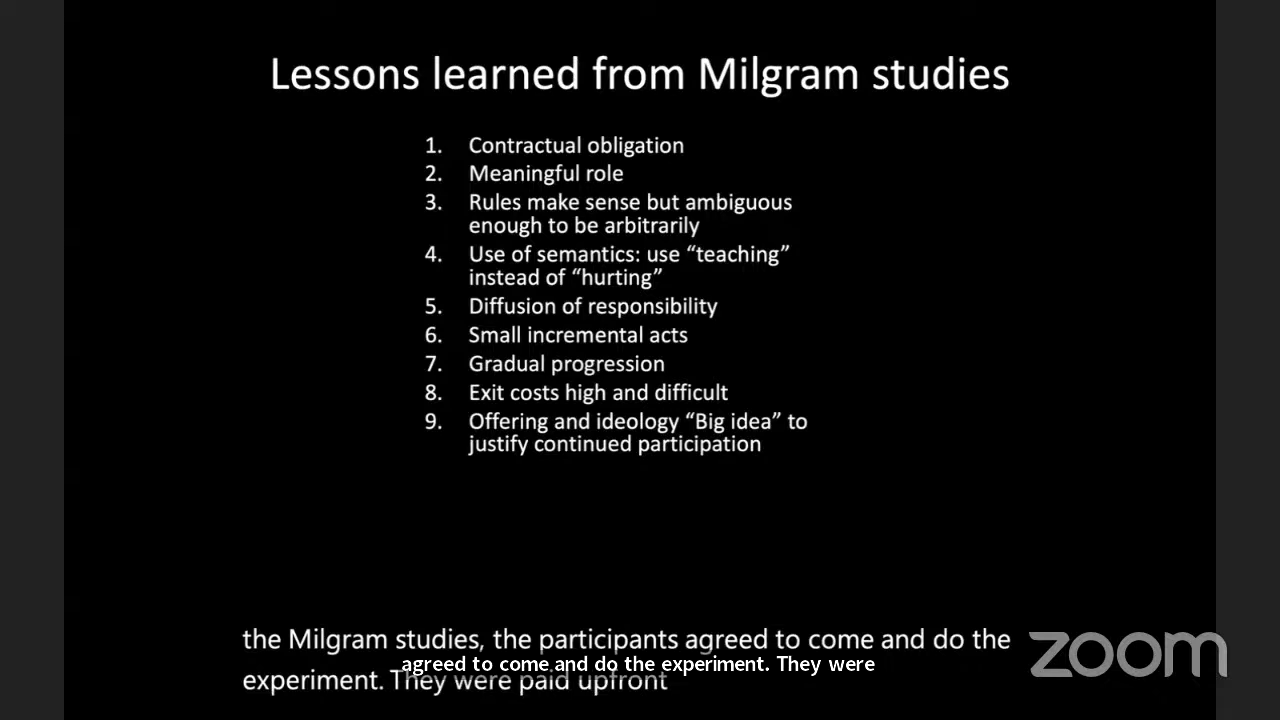 Lessons learned from Milgram studies
1. Contractual obligation
2. Meaningful role
3. Rules make sense but ambiguous
enough to be arbitrarily
4. Use of semantics: use “teaching”
instead of “hurting”
5. Diffusion of responsibility
6. Small incremental acts
7. Gradual progression
8. Exit costs high and difficult
9. Offering and ideology “Big idea” to
justify continued participation
the Milgram studies, the participants agreed to come and do the
agreed to come and do the experiment. They were
experiment. They were paid upfront
zoom